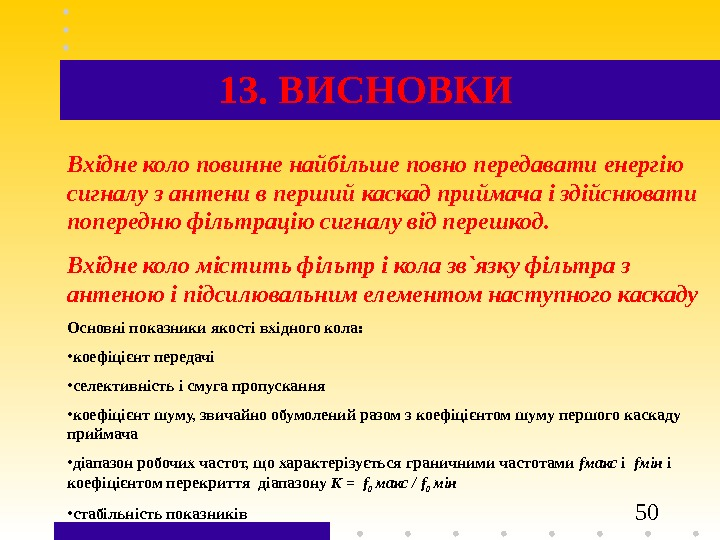 13. ВИСНОВКИ
Вхідне коло повинне найбільше повно передавати енергію
сигналу з антени в перший каскад приймача і здійснювати
попередню фільтрацію сигналу від перешкод.
Вхідне коло містить фільтр і кола зв`язку фільтра з
антеною і підсилювальним елементом наступного каскаду
Основні показники якості вхідного кола:
•коефіцієнт передачі
•селективність і смуга пропускання
•коефіцієнт шуму, звичайно обумолений разом з коефіцієнтом шуму першого каскаду
приймача
•діапазон робочих частот, що характерізується граничними частотами fмакс і fмін і
коефіцієнтом перекриття діапазону K = f₀ макс / f₀ мін
•стабільність показників
50